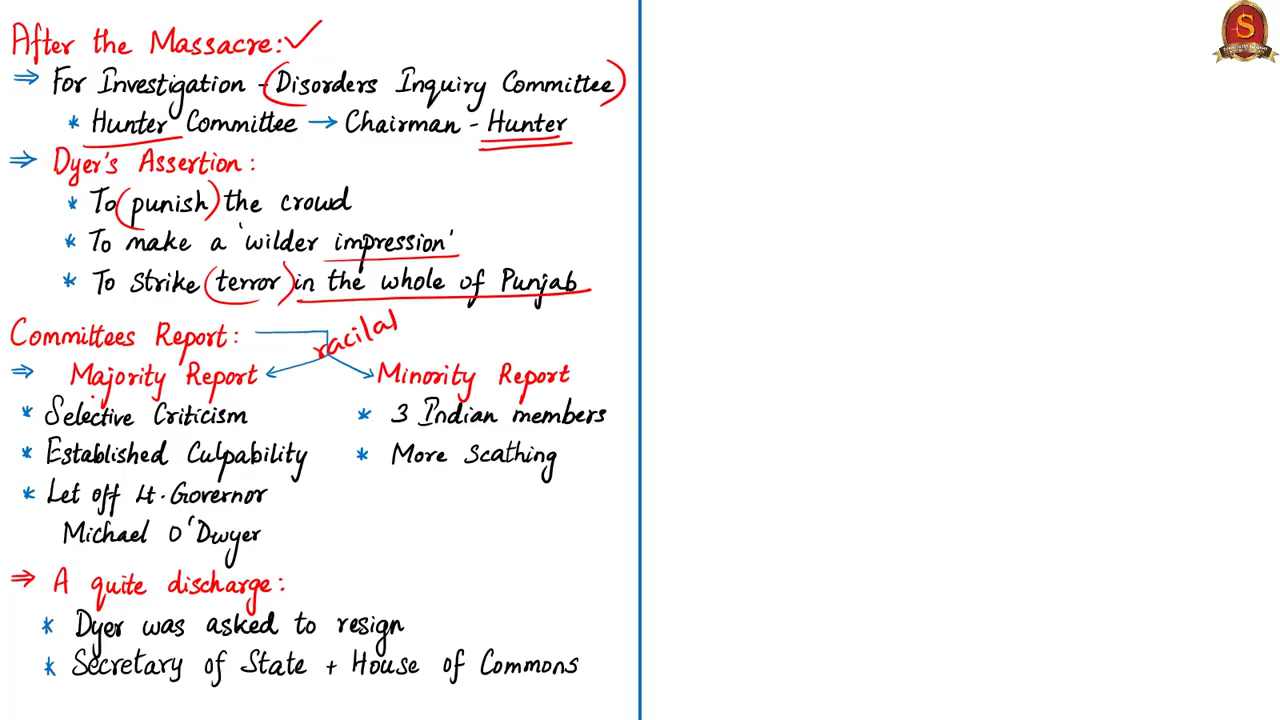 After the Massacre: ✓
⇒ For Investigation - (Disorders Inquiry Committee)
* Hunter Committee → Chairman - Hunter
⇒ Dyer's Assertion:
* To (punish) the crowd
* To make a 'wilder impression'
* To strike (terror) in the whole of Punjab
Committees Report:
racilal
⇒ Majority Report
* Selective Criticism
* Established Culpability
* Let off Lt. Governor
Michael O'Dwyer
Minority Report
* 3 Indian members
* More scathing
⇒ A quite discharge:
* Dyer was asked to resign
* Secretary of State + House of Commons
S